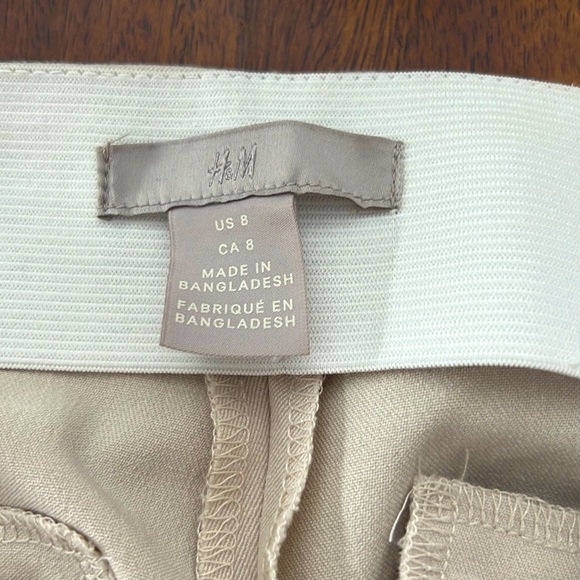 H&M
US 8
CA 8
MADE IN
BANGLADESH
FABRIQUÉ EN
BANGLADESH